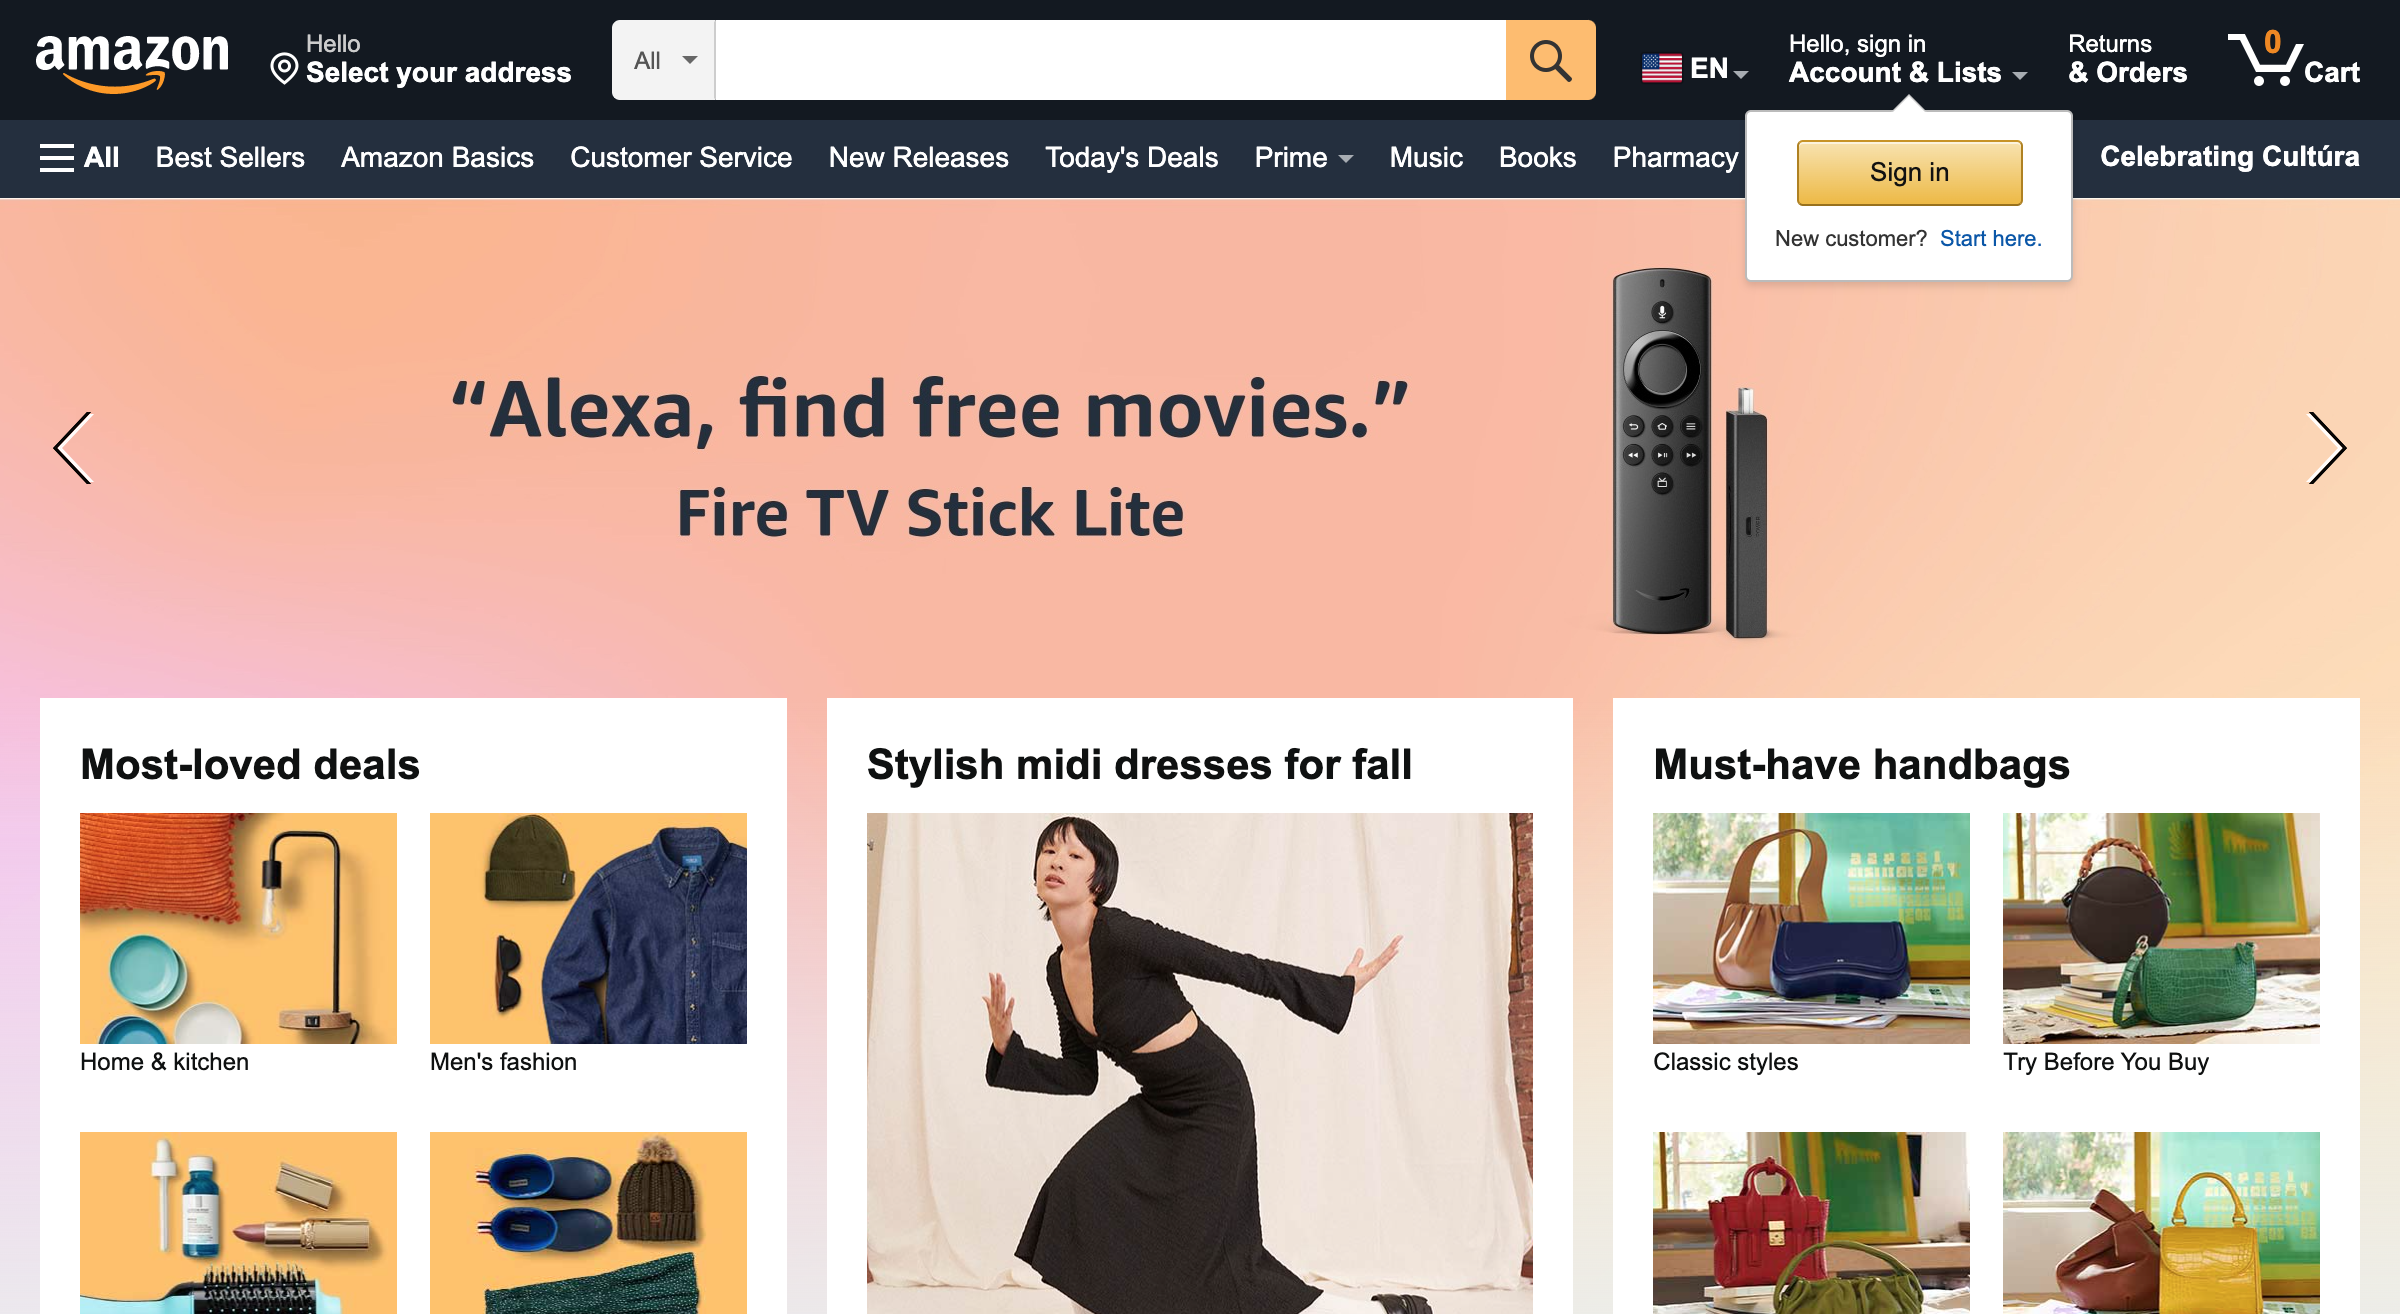 amazon
Hello
Select your address
All
EN
Hello, sign in
Account & Lists
Returns
& Orders
0
Cart
All
Best Sellers
Amazon Basics
Customer Service
New Releases
Today's Deals
Prime
Music
Books
Pharmacy
Celebrating Cultúra
Sign in
New customer? Start here.
“Alexa, find free movies.”
Fire TV Stick Lite
Most-loved deals
Home & kitchen
Men's fashion
Stylish midi dresses for fall
Must-have handbags
Classic styles
Try Before You Buy